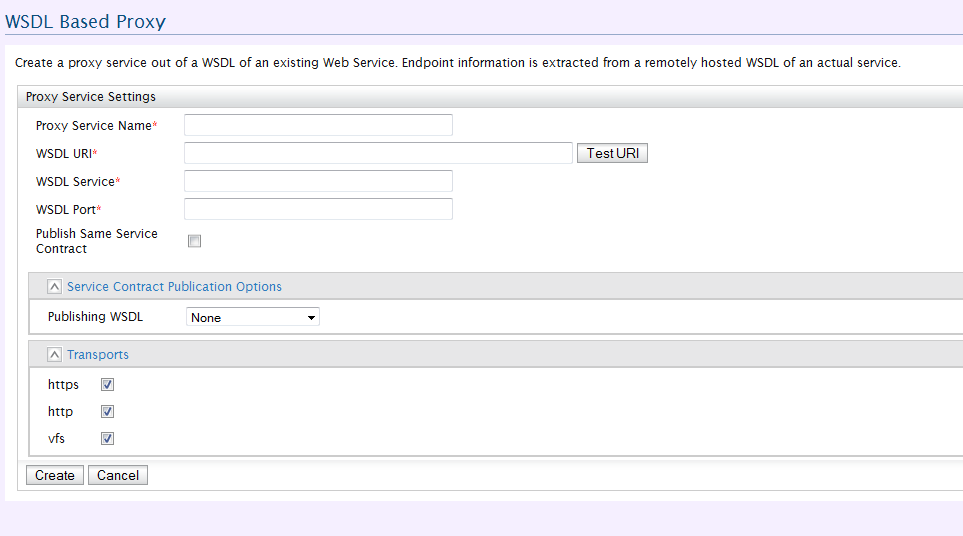 WSDL Based Proxy
Create a proxy service out of a WSDL of an existing Web Service. Endpoint information is extracted from a remotely hosted WSDL of an actual service.
Proxy Service Settings
Proxy Service Name*
WSDL URI* Test URI
WSDL Service*
WSDL Port*
Publish Same Service
Contract
Service Contract Publication Options
Publishing WSDL None
Transports
https
http
vfs
Create Cancel